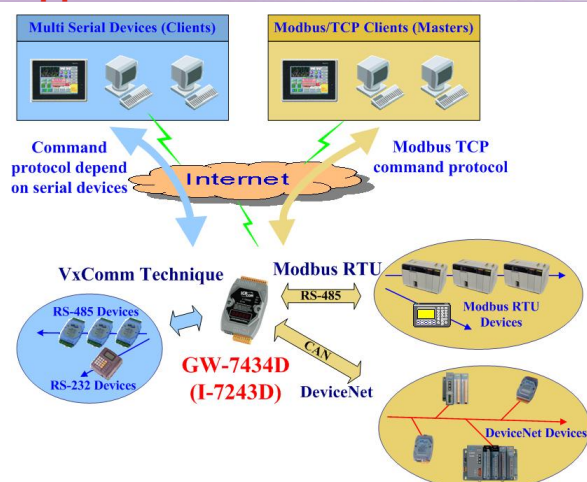 Multi Serial Devices (Clients)
Modbus/TCP Clients (Masters)
Command
protocol depend
on serial devices
Modbus TCP
command protocol
Internet
VxComm Technique
Modbus RTU
RS-485 Devices
RS-232 Devices
RS-485
Modbus RTU
Devices
GW-7434D
(I-7243D)
CAN
DeviceNet
DeviceNet Devices